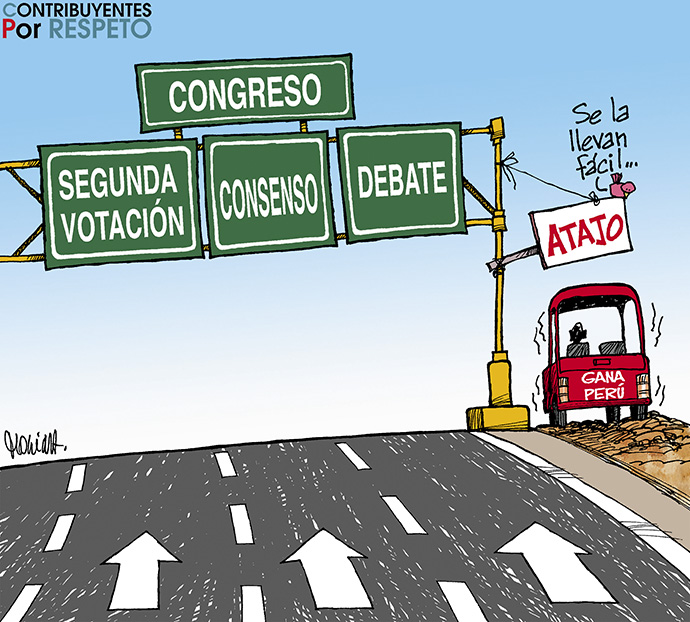 CONTRIBUYENTES
Por RESPETO
CONGRESO
SEGUNDA
VOTACIÓN
CONSENSO
DEBATE
Se la
llevan
fácil...
ATAJO
GANA
PERÚ